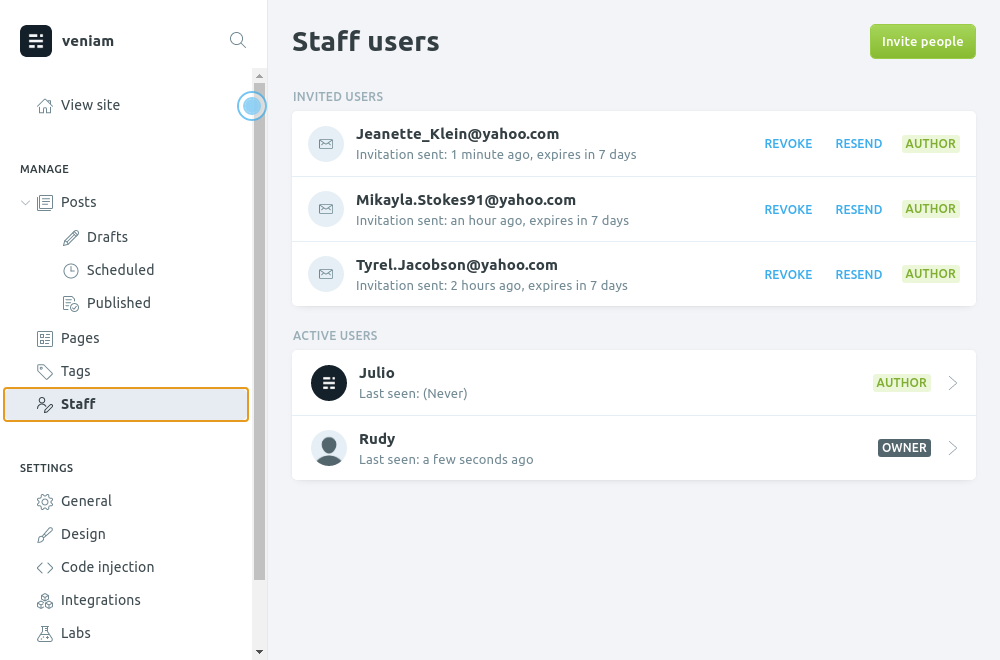 veniam
View site
MANAGE
Posts
Drafts
Scheduled
Published
Pages
Tags
Staff
SETTINGS
General
Design
Code injection
Integrations
Labs
Staff users
Invite people
INVITED USERS
Jeanette_Klein@yahoo.com
Invitation sent: 1 minute ago, expires in 7 days
REVOKE RESEND AUTHOR
Mikayla.Stokes91@yahoo.com
Invitation sent: an hour ago, expires in 7 days
REVOKE RESEND AUTHOR
Tyrel.Jacobson@yahoo.com
Invitation sent: 2 hours ago, expires in 7 days
REVOKE RESEND AUTHOR
ACTIVE USERS
Julio
Last seen: (Never)
AUTHOR
Rudy
Last seen: a few seconds ago
OWNER